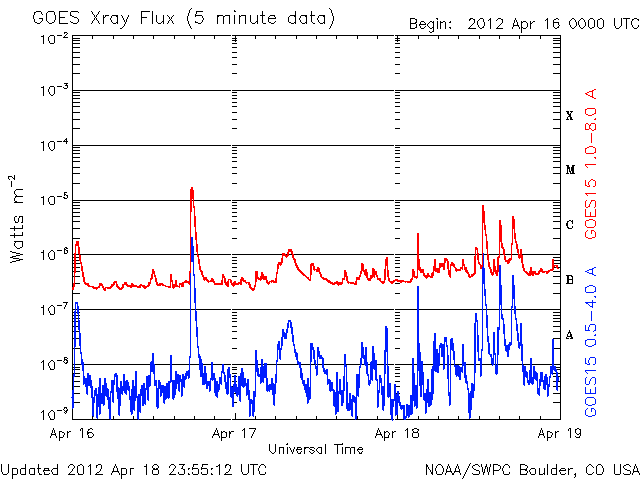 GOES Xray Flux (5 minute data)
Begin: 2012 Apr 16 0000 UTC
10-2
10-3
10-4
10-5
10-6
10-7
10-8
10-9
Watts m-2
X
M
C
B
A
GOES15 1.0-8.0 A
GOES15 0.5-4.0 A
Apr 16
Apr 17
Apr 18
Apr 19
Universal Time
Updated 2012 Apr 18 23:55:12 UTC
NOAA/SWPC Boulder, CO USA